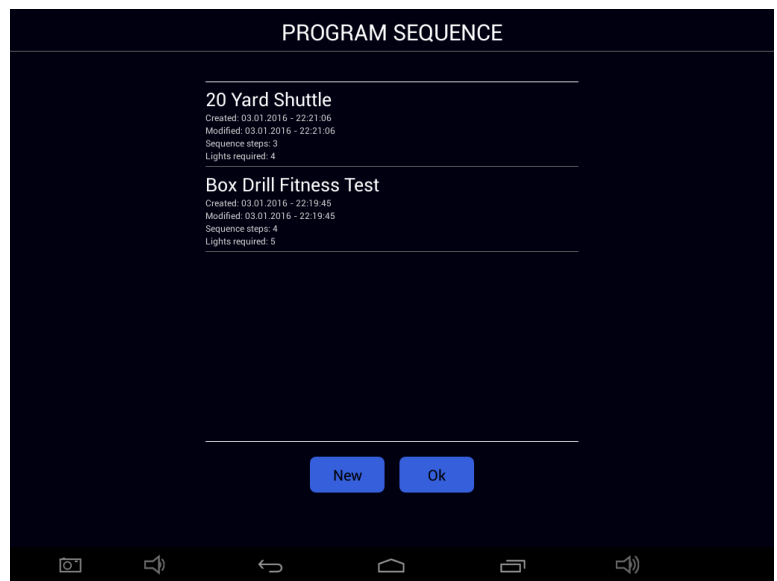 PROGRAM SEQUENCE
20 Yard Shuttle
Created: 03.01.2016 - 22:21:06
Modified: 03.01.2016 - 22:21:06
Sequence steps: 3
Lights required: 4
Box Drill Fitness Test
Created: 03.01.2016 - 22:19:45
Modified: 03.01.2016 - 22:19:45
Sequence steps: 4
Lights required: 5
New Ok